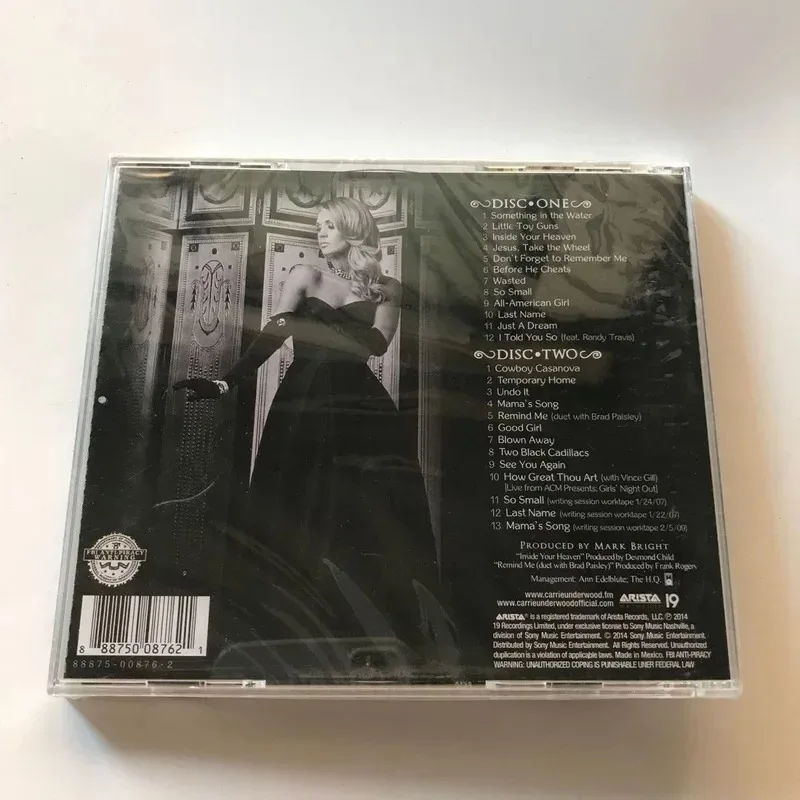 DISC•ONE
1 Something in the Water
2 Little Toy Guns
3 Inside Your Heaven
4 Jesus, Take the Wheel
5 Don't Forget to Remember Me
6 Before He Cheats
7 Wasted
8 So Small
9 All-American Girl
10 Last Name
11 Just A Dream
12 I Told You So (feat. Randy Travis)
DISC•TWO
1 Cowboy Casanova
2 Temporary Home
3 Undo It
4 Mama's Song
5 Remind Me (duet with Brad Paisley)
6 Good Girl
7 Blown Away
8 Two Black Cadillacs
9 See You Again
10 How Great Thou Art (with Vince Gill)
[Live from ACM Presents: Girls' Night Out]
11 So Small (writing session worktape 1/24/07)
12 Last Name (writing session worktape 1/22/07)
13 Mama's Song (writing session worktape 2/5/09)
PRODUCED BY MARK BRIGHT
"Inside Your Heaven" Produced by Desmond Child
"Remind Me (duet with Brad Paisley)" Produced by Frank Rogers
Management: Ann Edelblute; The H.Q.
www.carrieunderwood.fm
www.carrieunderwoodofficial.com
ARISTA
19
ARISTA® is a registered trademark of Arista Records, LLC. ℗ 2014
19 Recordings Limited, under exclusive license to Sony Music Nashville, a
division of Sony Music Entertainment. © 2014 Sony Music Entertainment.
Distributed by Sony Music Entertainment. All Rights Reserved. Unauthorized
duplication is a violation of applicable laws. Made in Mexico. FBI ANTI-PIRACY
WARNING: UNAUTHORIZED COPING IS PUNISHABLE UNER FEDERAL LAW
FBI ANTI-PIRACY
WARNING
8 88750 08762 1
88875-00876-2